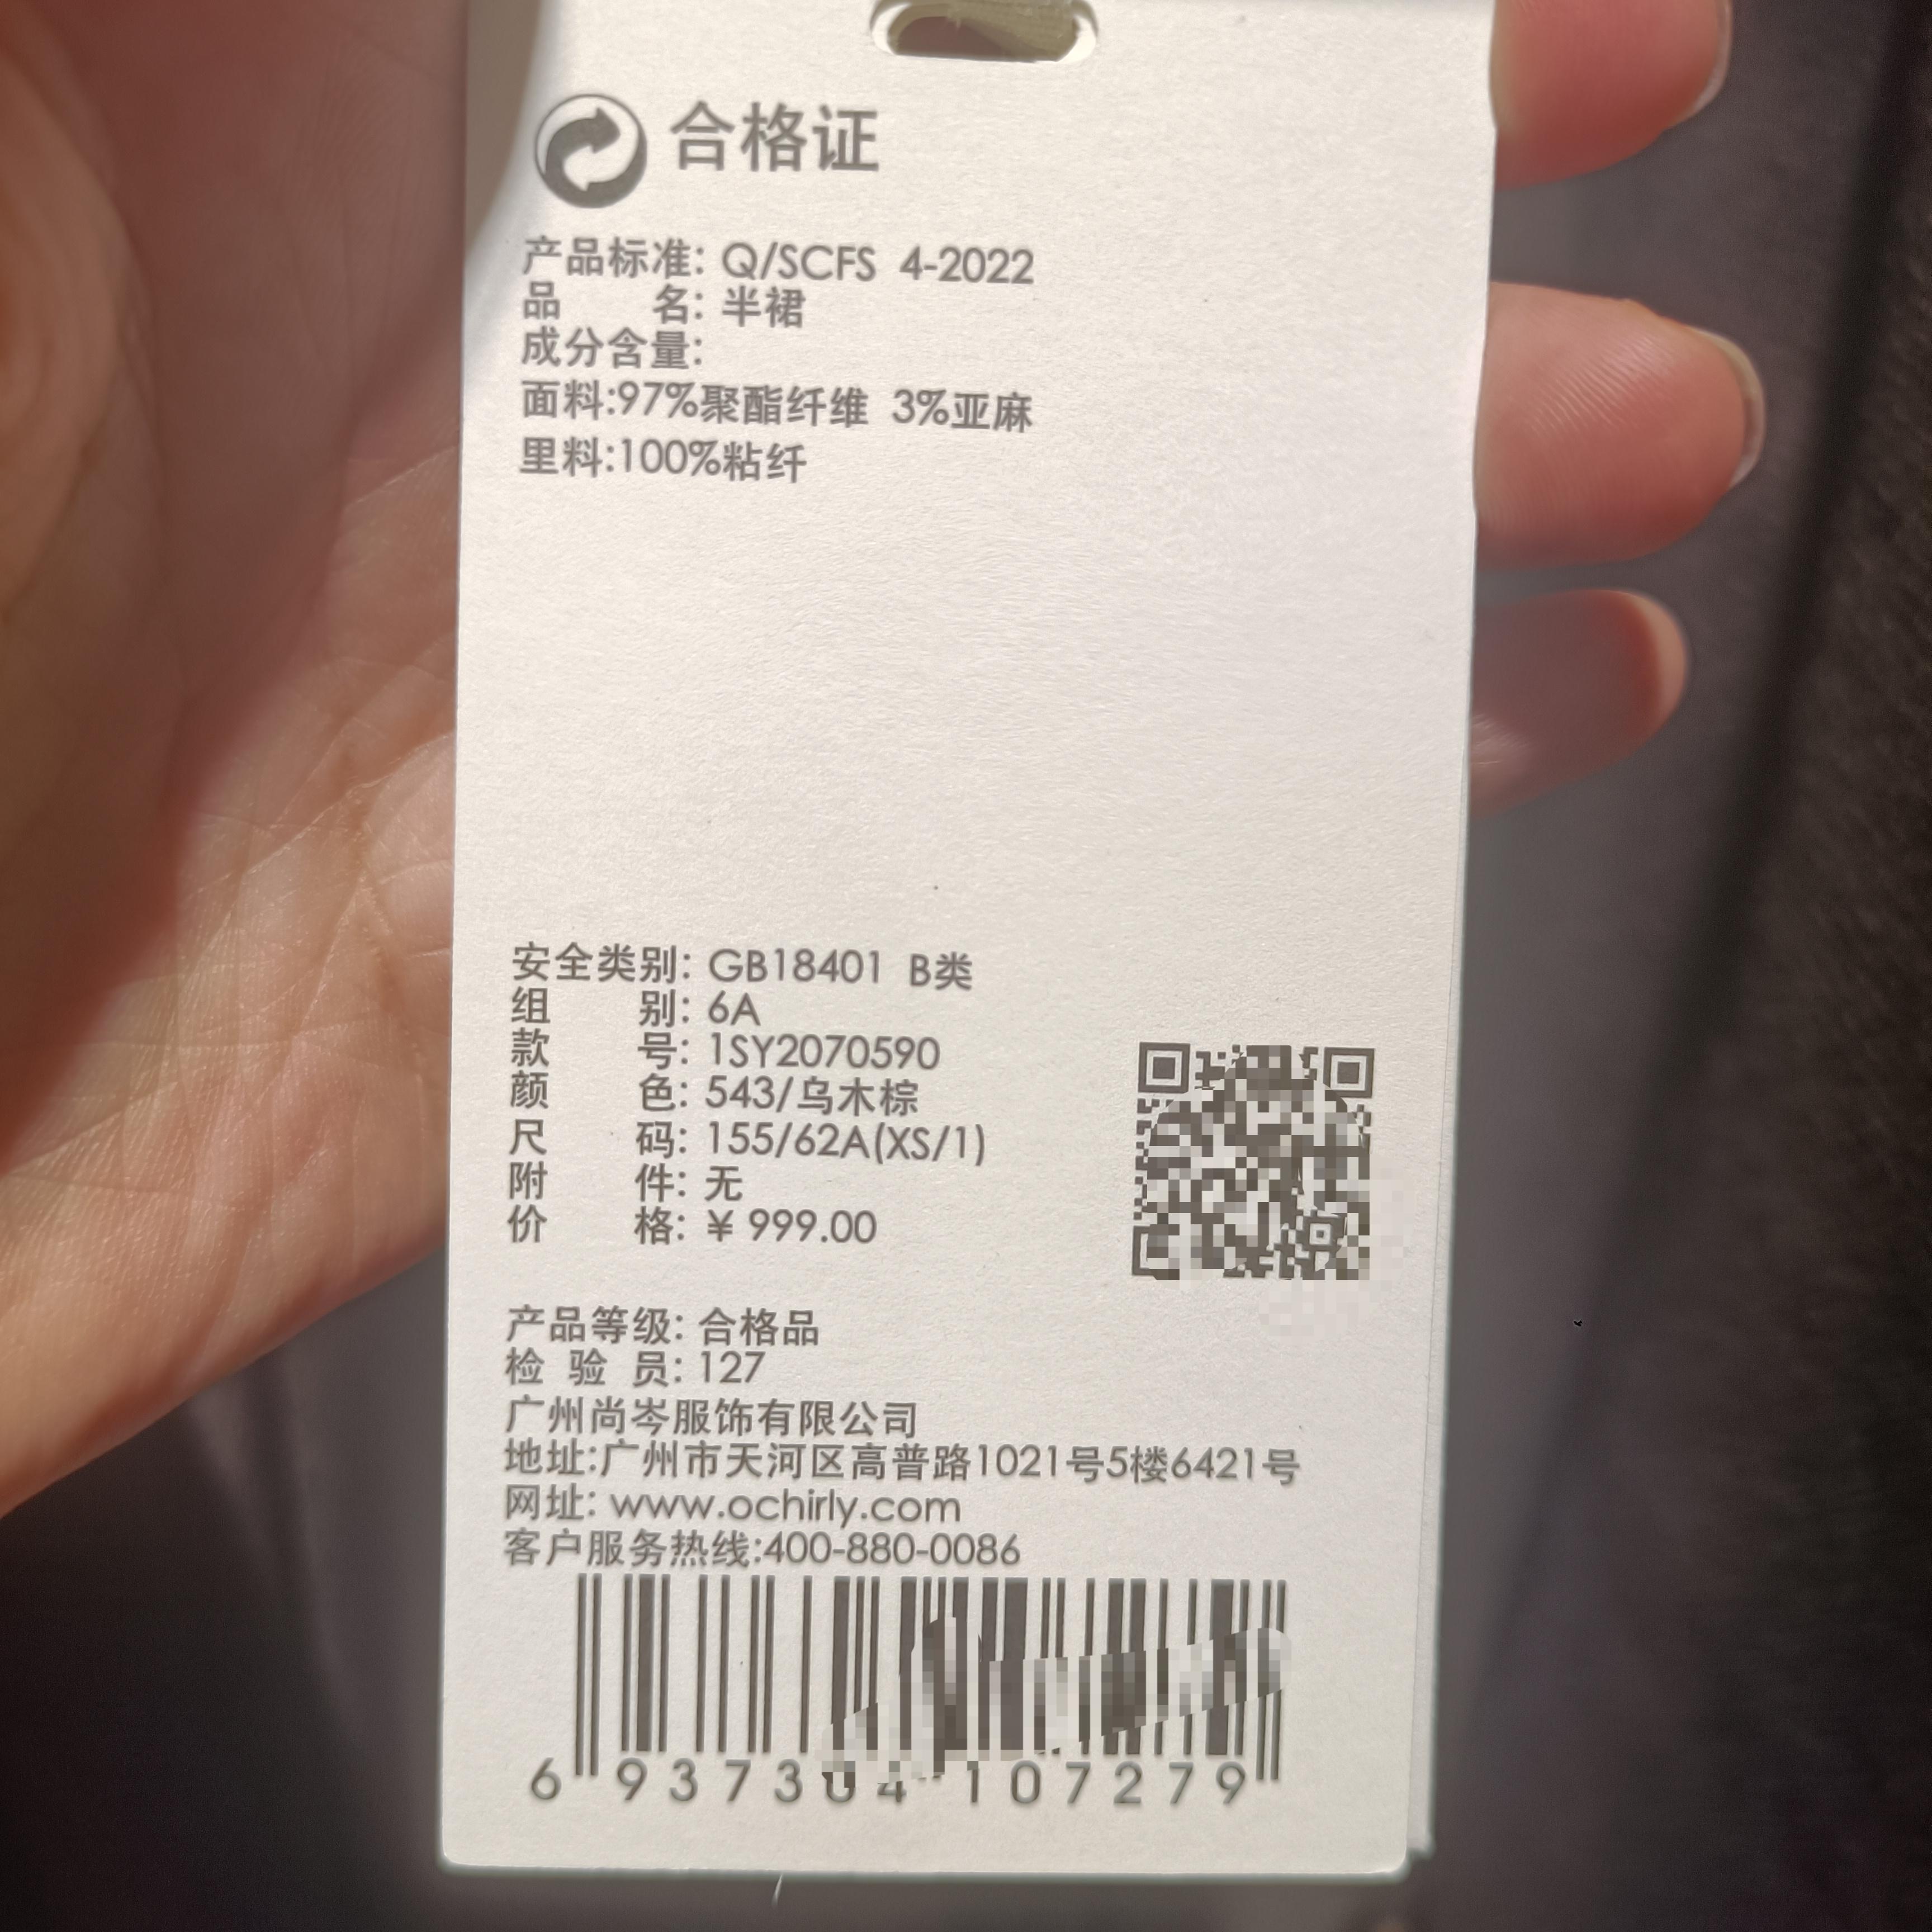 合格证
产品标准: Q/SCFS 4-2022
品 名: 半裙
成分含量:
面料:97%聚酯纤维 3%亚麻
里料:100%粘纤
安全类别: GB18401 B类
组 别: 6A
款 号: 1SY2070590
颜 色: 543/乌木棕
尺 码: 155/62A(XS/1)
附 件: 无
价 格: ¥ 999.00
产品等级: 合格品
检 验 员: 127
广州尚岑服饰有限公司
地址:广州市天河区高普路1021号5楼6421号
网址: www.ochirly.com
客户服务热线:400-880-0086
6 937304 107279